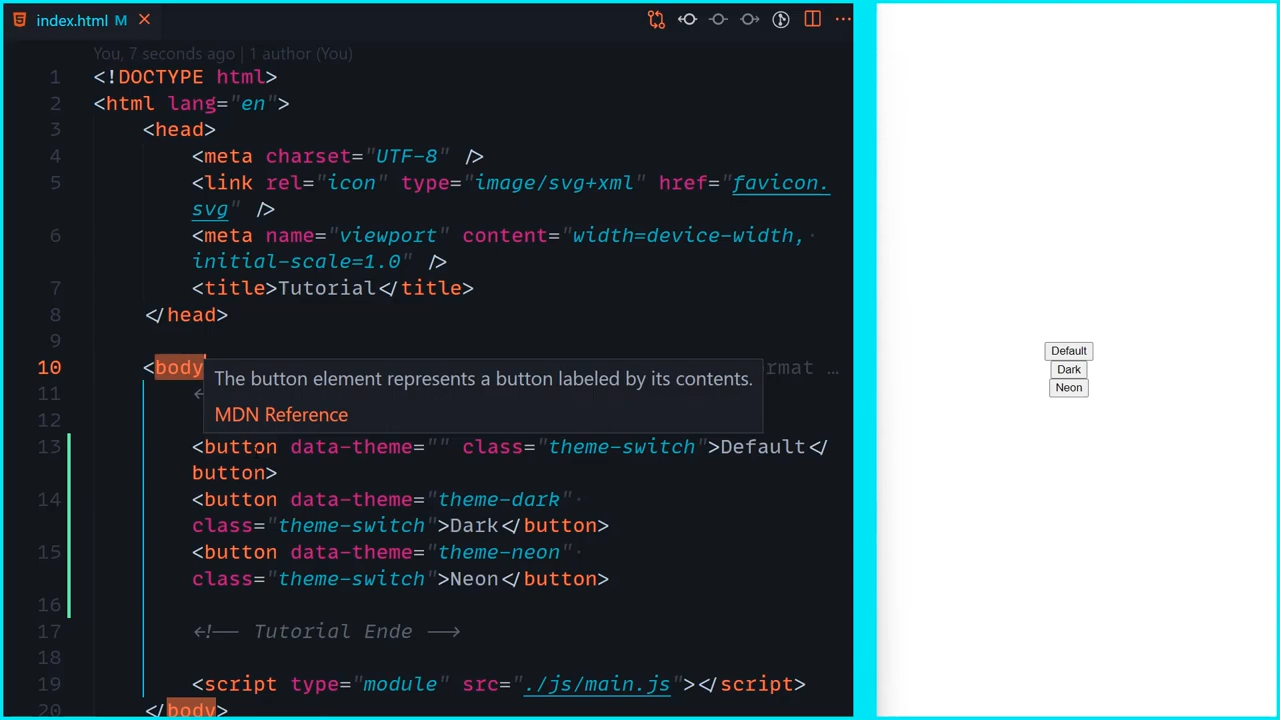 index.html M
You, 7 seconds ago | 1 author (You)
1 <!DOCTYPE html>
2 <html lang="en">
3 <head>
4 <meta charset="UTF-8" />
5 <link rel="icon" type="image/svg+xml" href="favicon.
svg" />
6 <meta name="viewport" content="width=device-width,
initial-scale=1.0" />
7 <title>Tutorial</title>
8 </head>
9
10 <body
The button element represents a button labeled by its contents.
MDN Reference
11
12
13 <button data-theme="" class="theme-switch">Default</
button>
14 <button data-theme="theme-dark"
class="theme-switch">Dark</button>
15 <button data-theme="theme-neon"
class="theme-switch">Neon</button>
16
17 <!-- Tutorial Ende -->
18
19 <script type="module" src="./js/main.js"></script>
20 </body>
Default
Dark
Neon